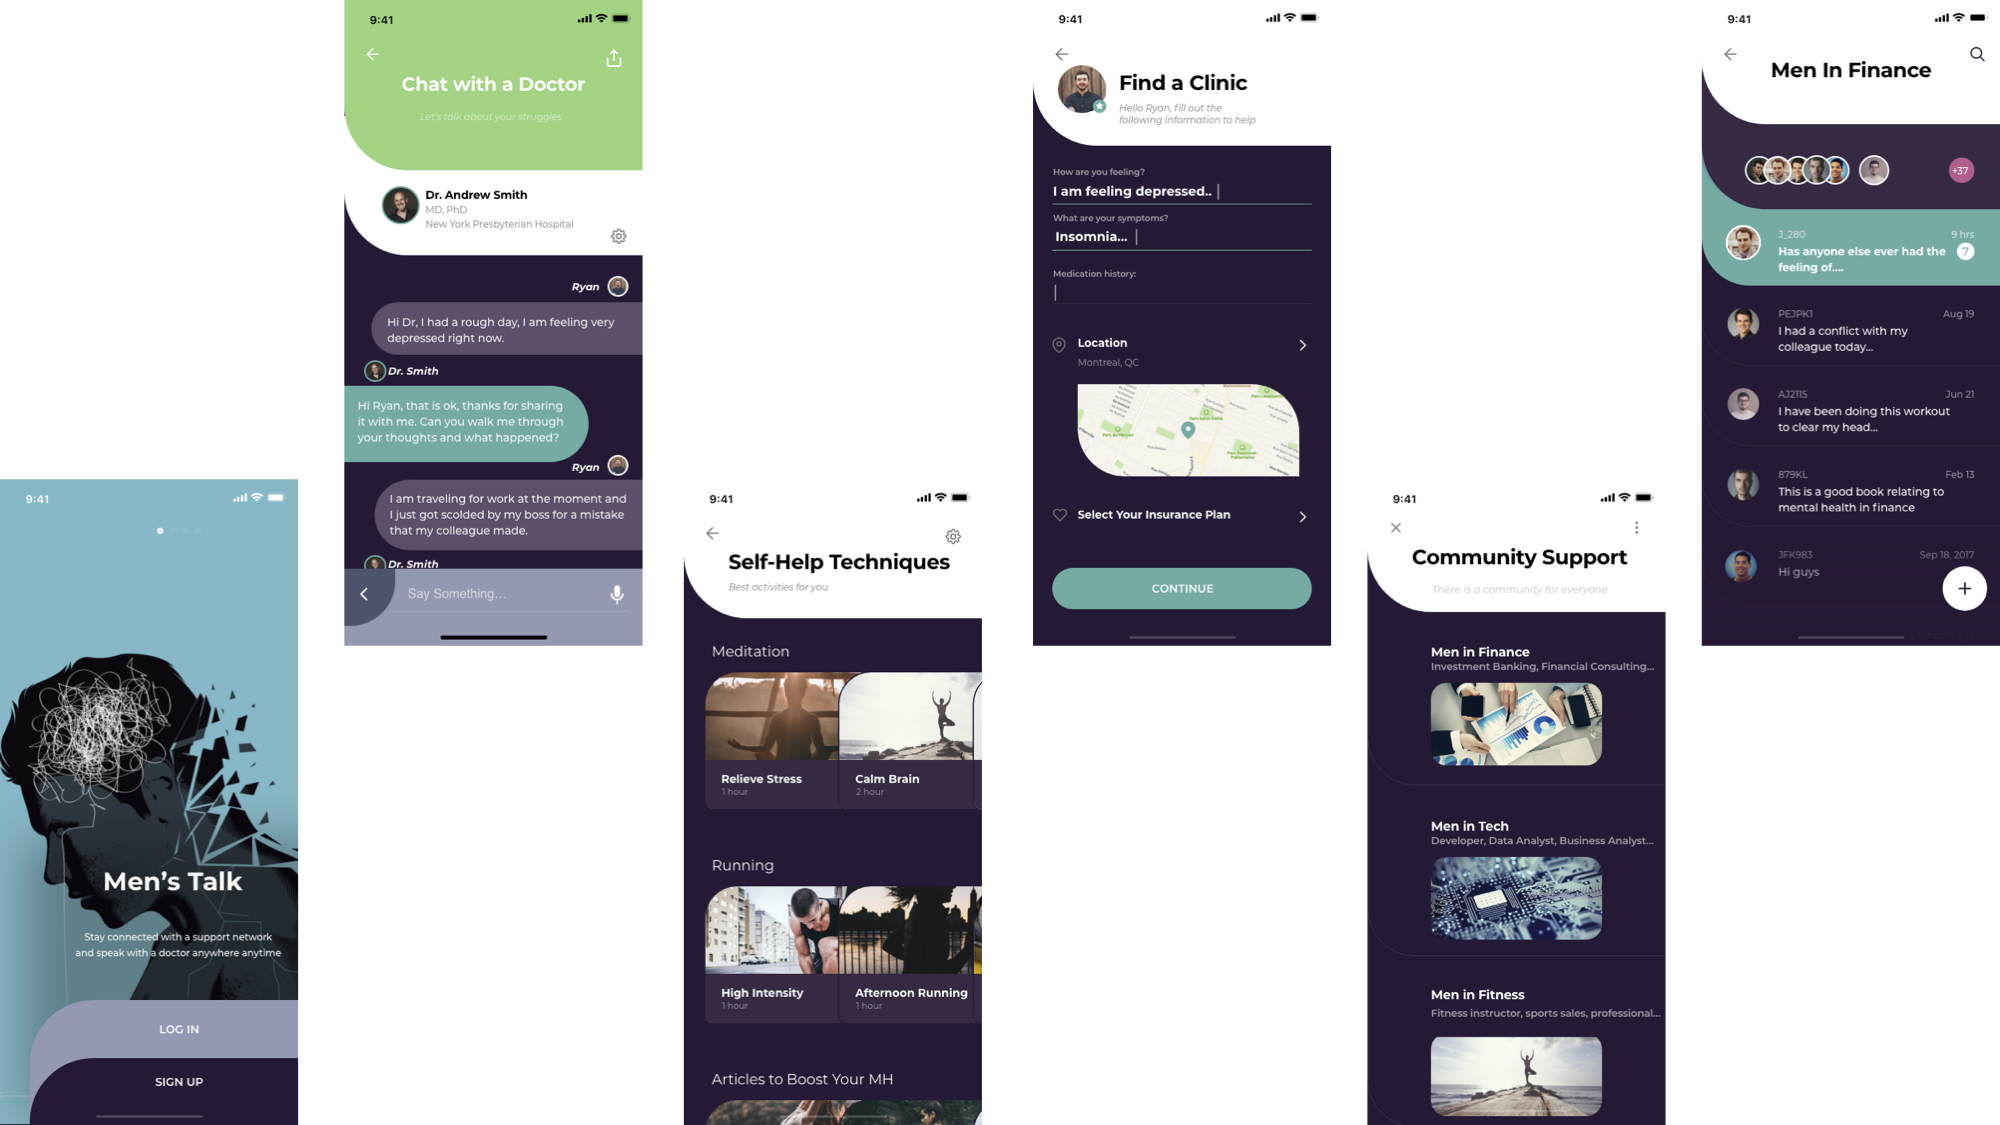 9:41
Men's Talk
Stay connected with a support network
and speak with a doctor anywhere anytime
LOG IN
SIGN UP
9:41
Chat with a Doctor
Let's talk about your struggles
Dr. Andrew Smith
MD, PhD
New York Presbyterian Hospital
Ryan
Hi Dr, I had a rough day, I am feeling very
depressed right now.
Dr. Smith
Hi Ryan, that is ok, thanks for sharing
it with me. Can you walk me through
your thoughts and what happened?
Ryan
I am traveling for work at the moment and
I just got scolded by my boss for a mistake
that my colleague made.
Dr. Smith
Say Something...
9:41
Self-Help Techniques
Best activities for you
Meditation
Relieve Stress
1 hour
Calm Brain
2 hour
Running
High Intensity
1 hour
Afternoon Running
1 hour
Articles to Boost Your MH
9:41
Find a Clinic
Hello Ryan, fill out the
following information to help
How are you feeling?
I am feeling depressed..
What are your symptoms?
Insomnia...
Medication history:
Location
Montreal, QC
Select Your Insurance Plan
CONTINUE
9:41
Community Support
There is a community for everyone
Men in Finance
Investment Banking, Financial Consulting...
Men in Tech
Developer, Data Analyst, Business Analyst...
Men in Fitness
Fitness instructor, sports sales, professional...
9:41
Men In Finance
+37
J_280
9 hrs
Has anyone else ever had the
7
feeling of....
PEJPK1
Aug 19
I had a conflict with my
colleague today...
AJ2115
Jun 21
I have been doing this workout
to clear my head...
879KL
Feb 13
This is a good book relating to
mental health in finance
JFK983
Sep 18, 2017
Hi guys